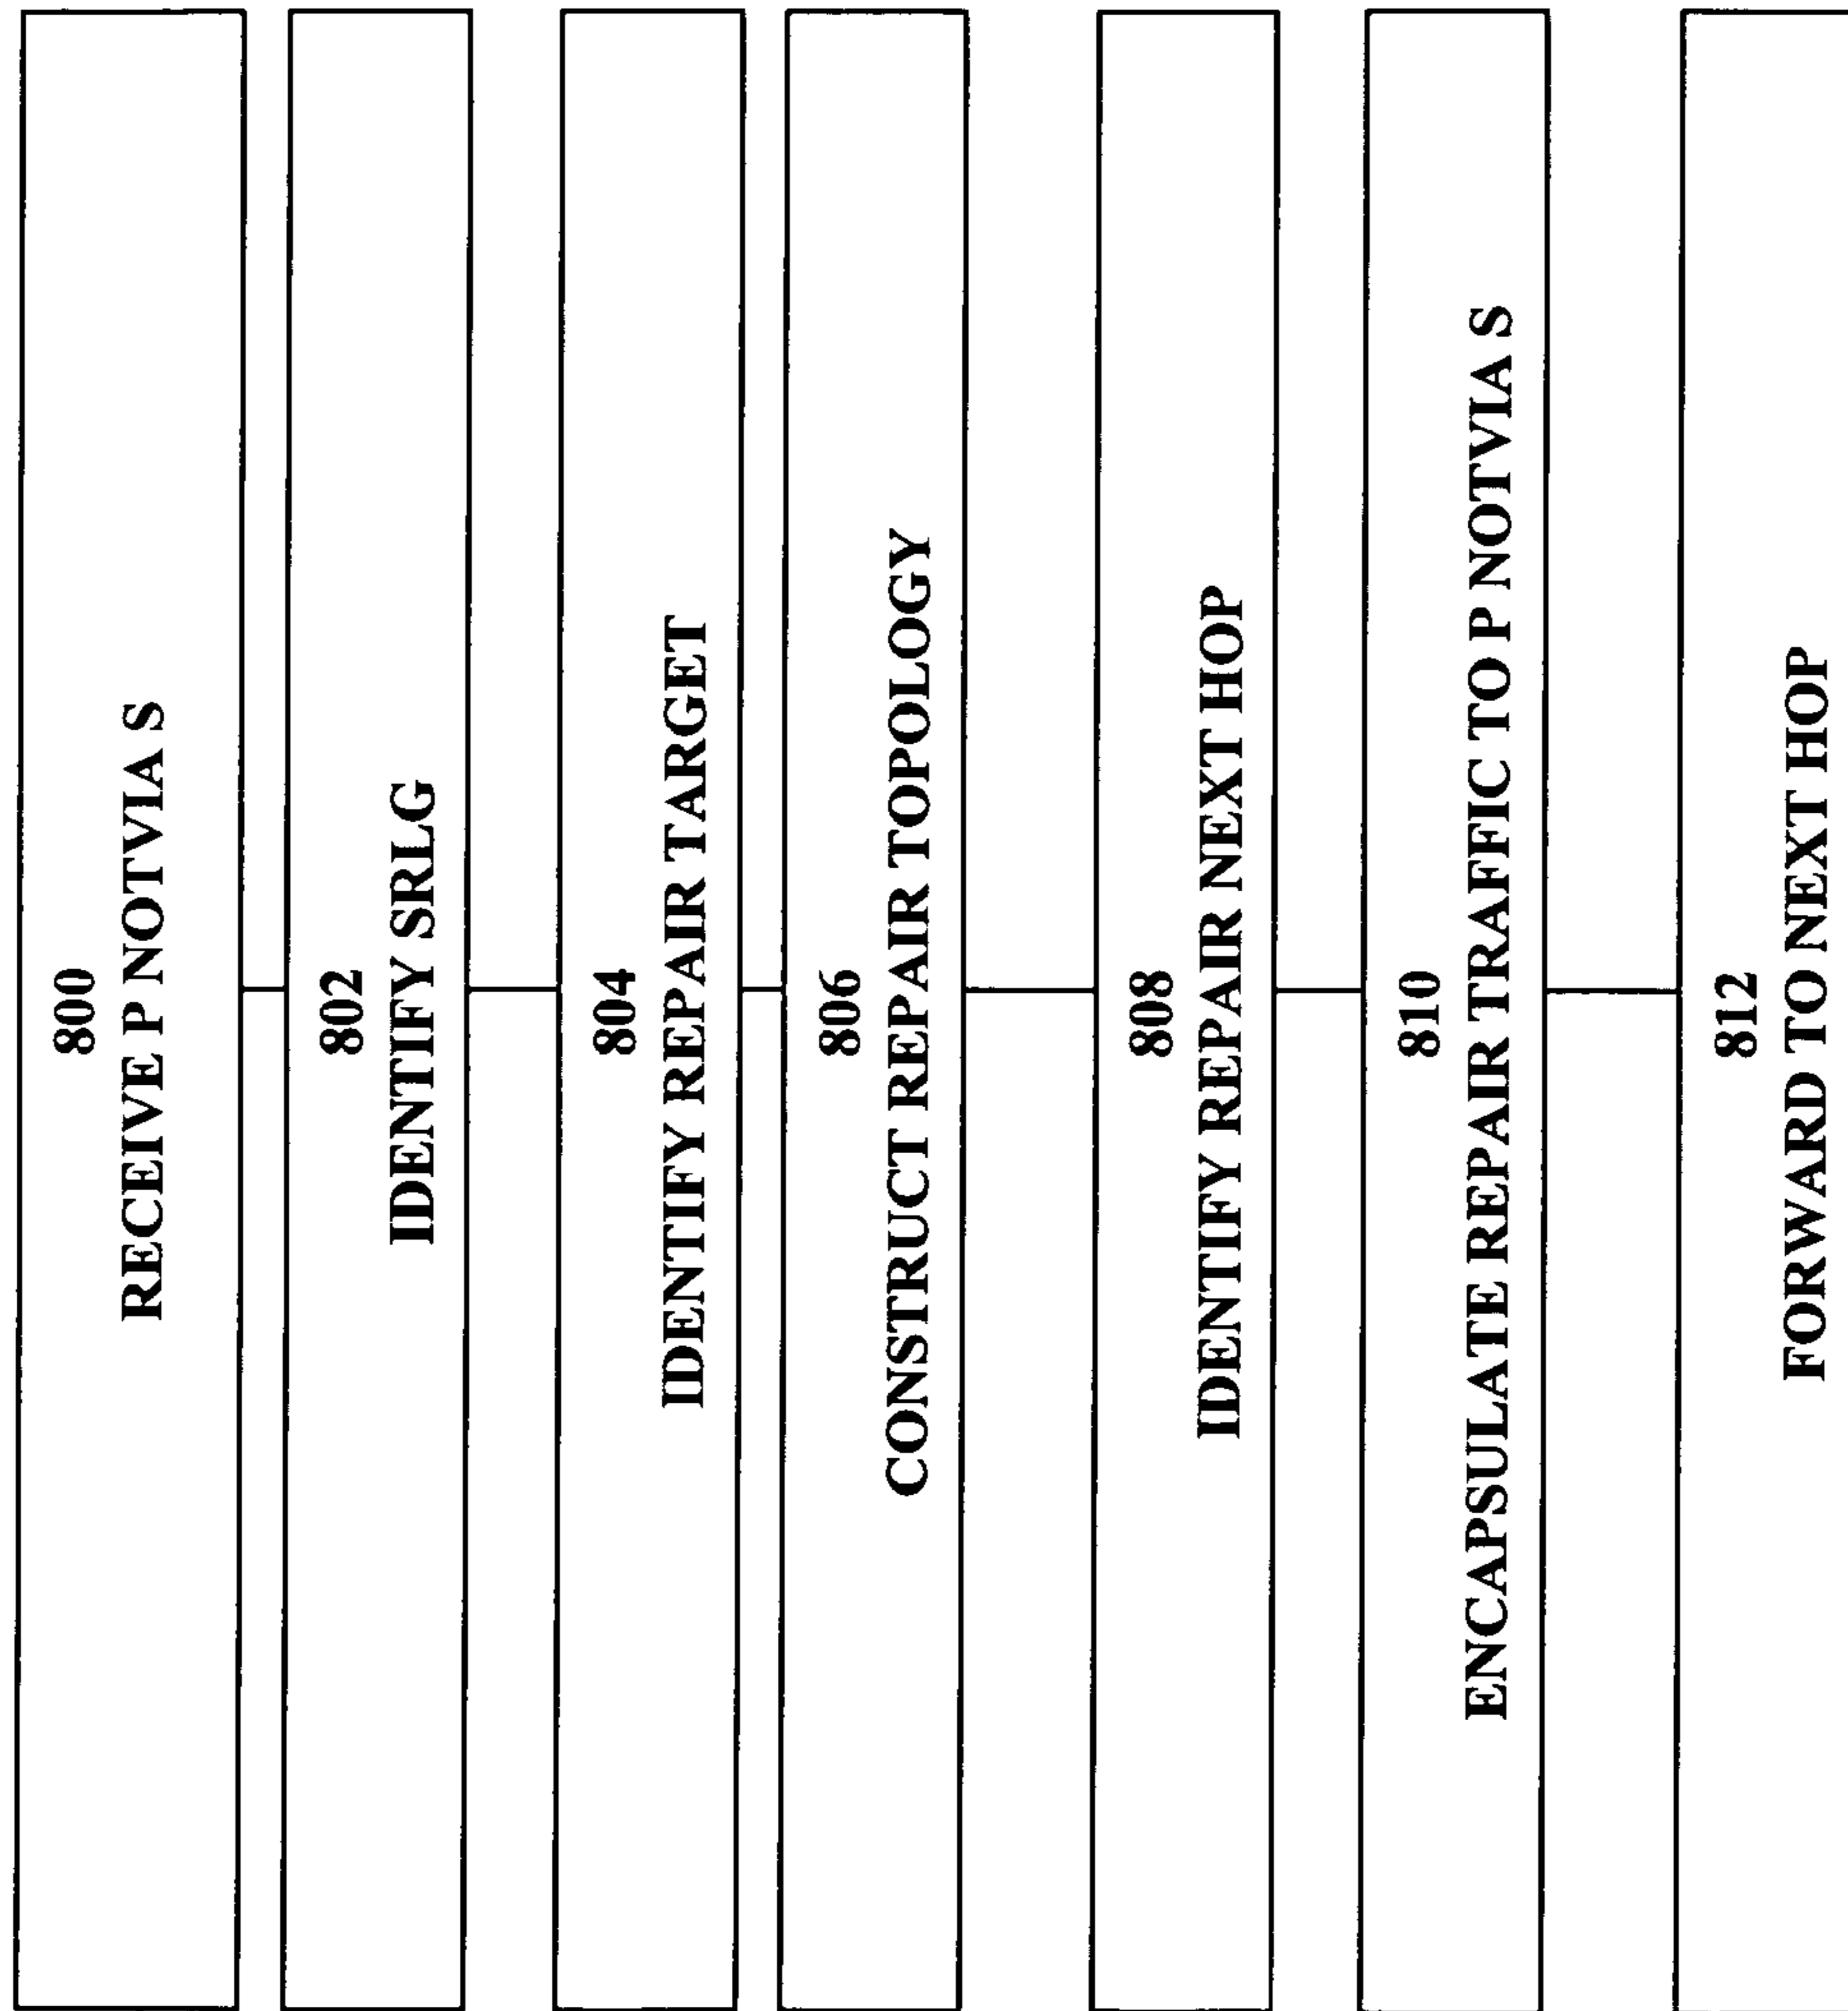 800
RECEIVE P NOTVIA S
802
IDENTIFY SRLG
804
IDENTIFY REPAIR TARGET
806
CONSTRUCT REPAIR TOPOLOGY
808
IDENTIFY REPAIR NEXT HOP
810
ENCAPSULATE REPAIR TRAFFIC TO P NOTVIA S
812
FORWARD TO NEXT HOP